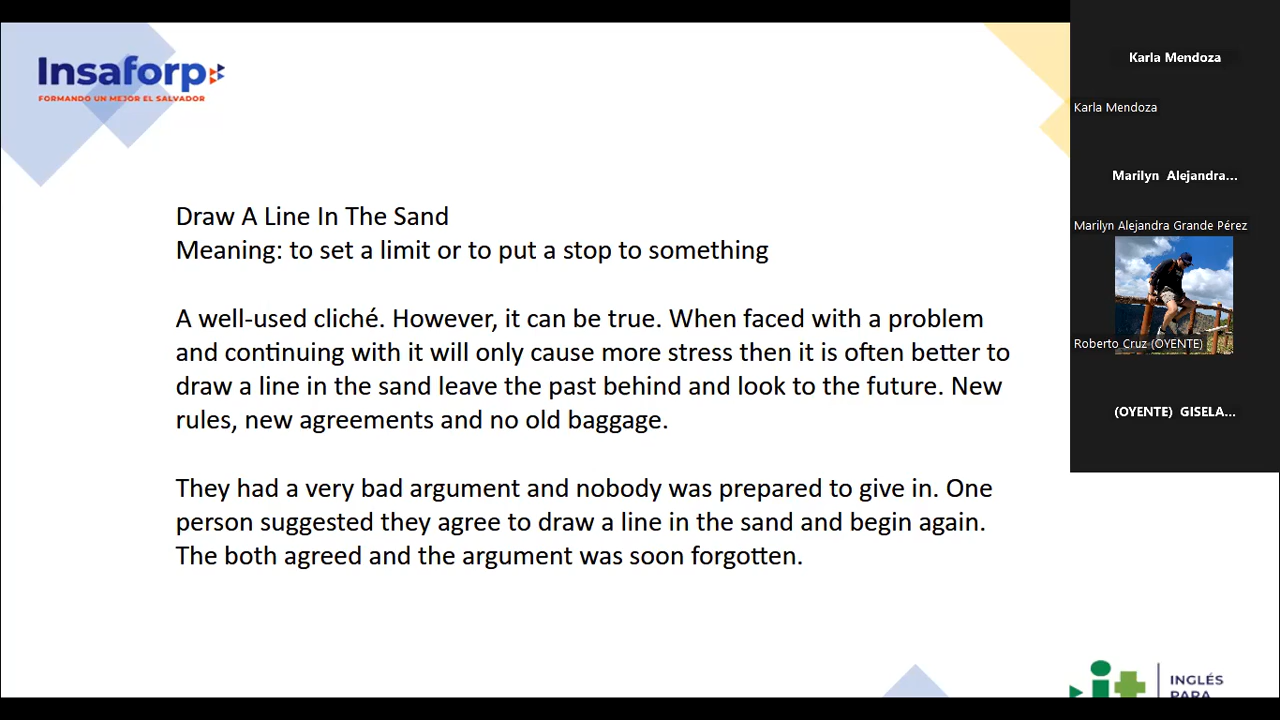 Insaforp
FORMANDO UN MEJOR EL SALVADOR
Draw A Line In The Sand
Meaning: to set a limit or to put a stop to something
A well-used cliché. However, it can be true. When faced with a problem
and continuing with it will only cause more stress then it is often better to
draw a line in the sand leave the past behind and look to the future. New
rules, new agreements and no old baggage.
They had a very bad argument and nobody was prepared to give in. One
person suggested they agree to draw a line in the sand and begin again.
The both agreed and the argument was soon forgotten.
it
INGLÉS
PARA
Karla Mendoza
Karla Mendoza
Marilyn Alejandra...
Marilyn Alejandra Grande Pérez
Roberto Cruz (OYENTE)
(OYENTE) GISELA...